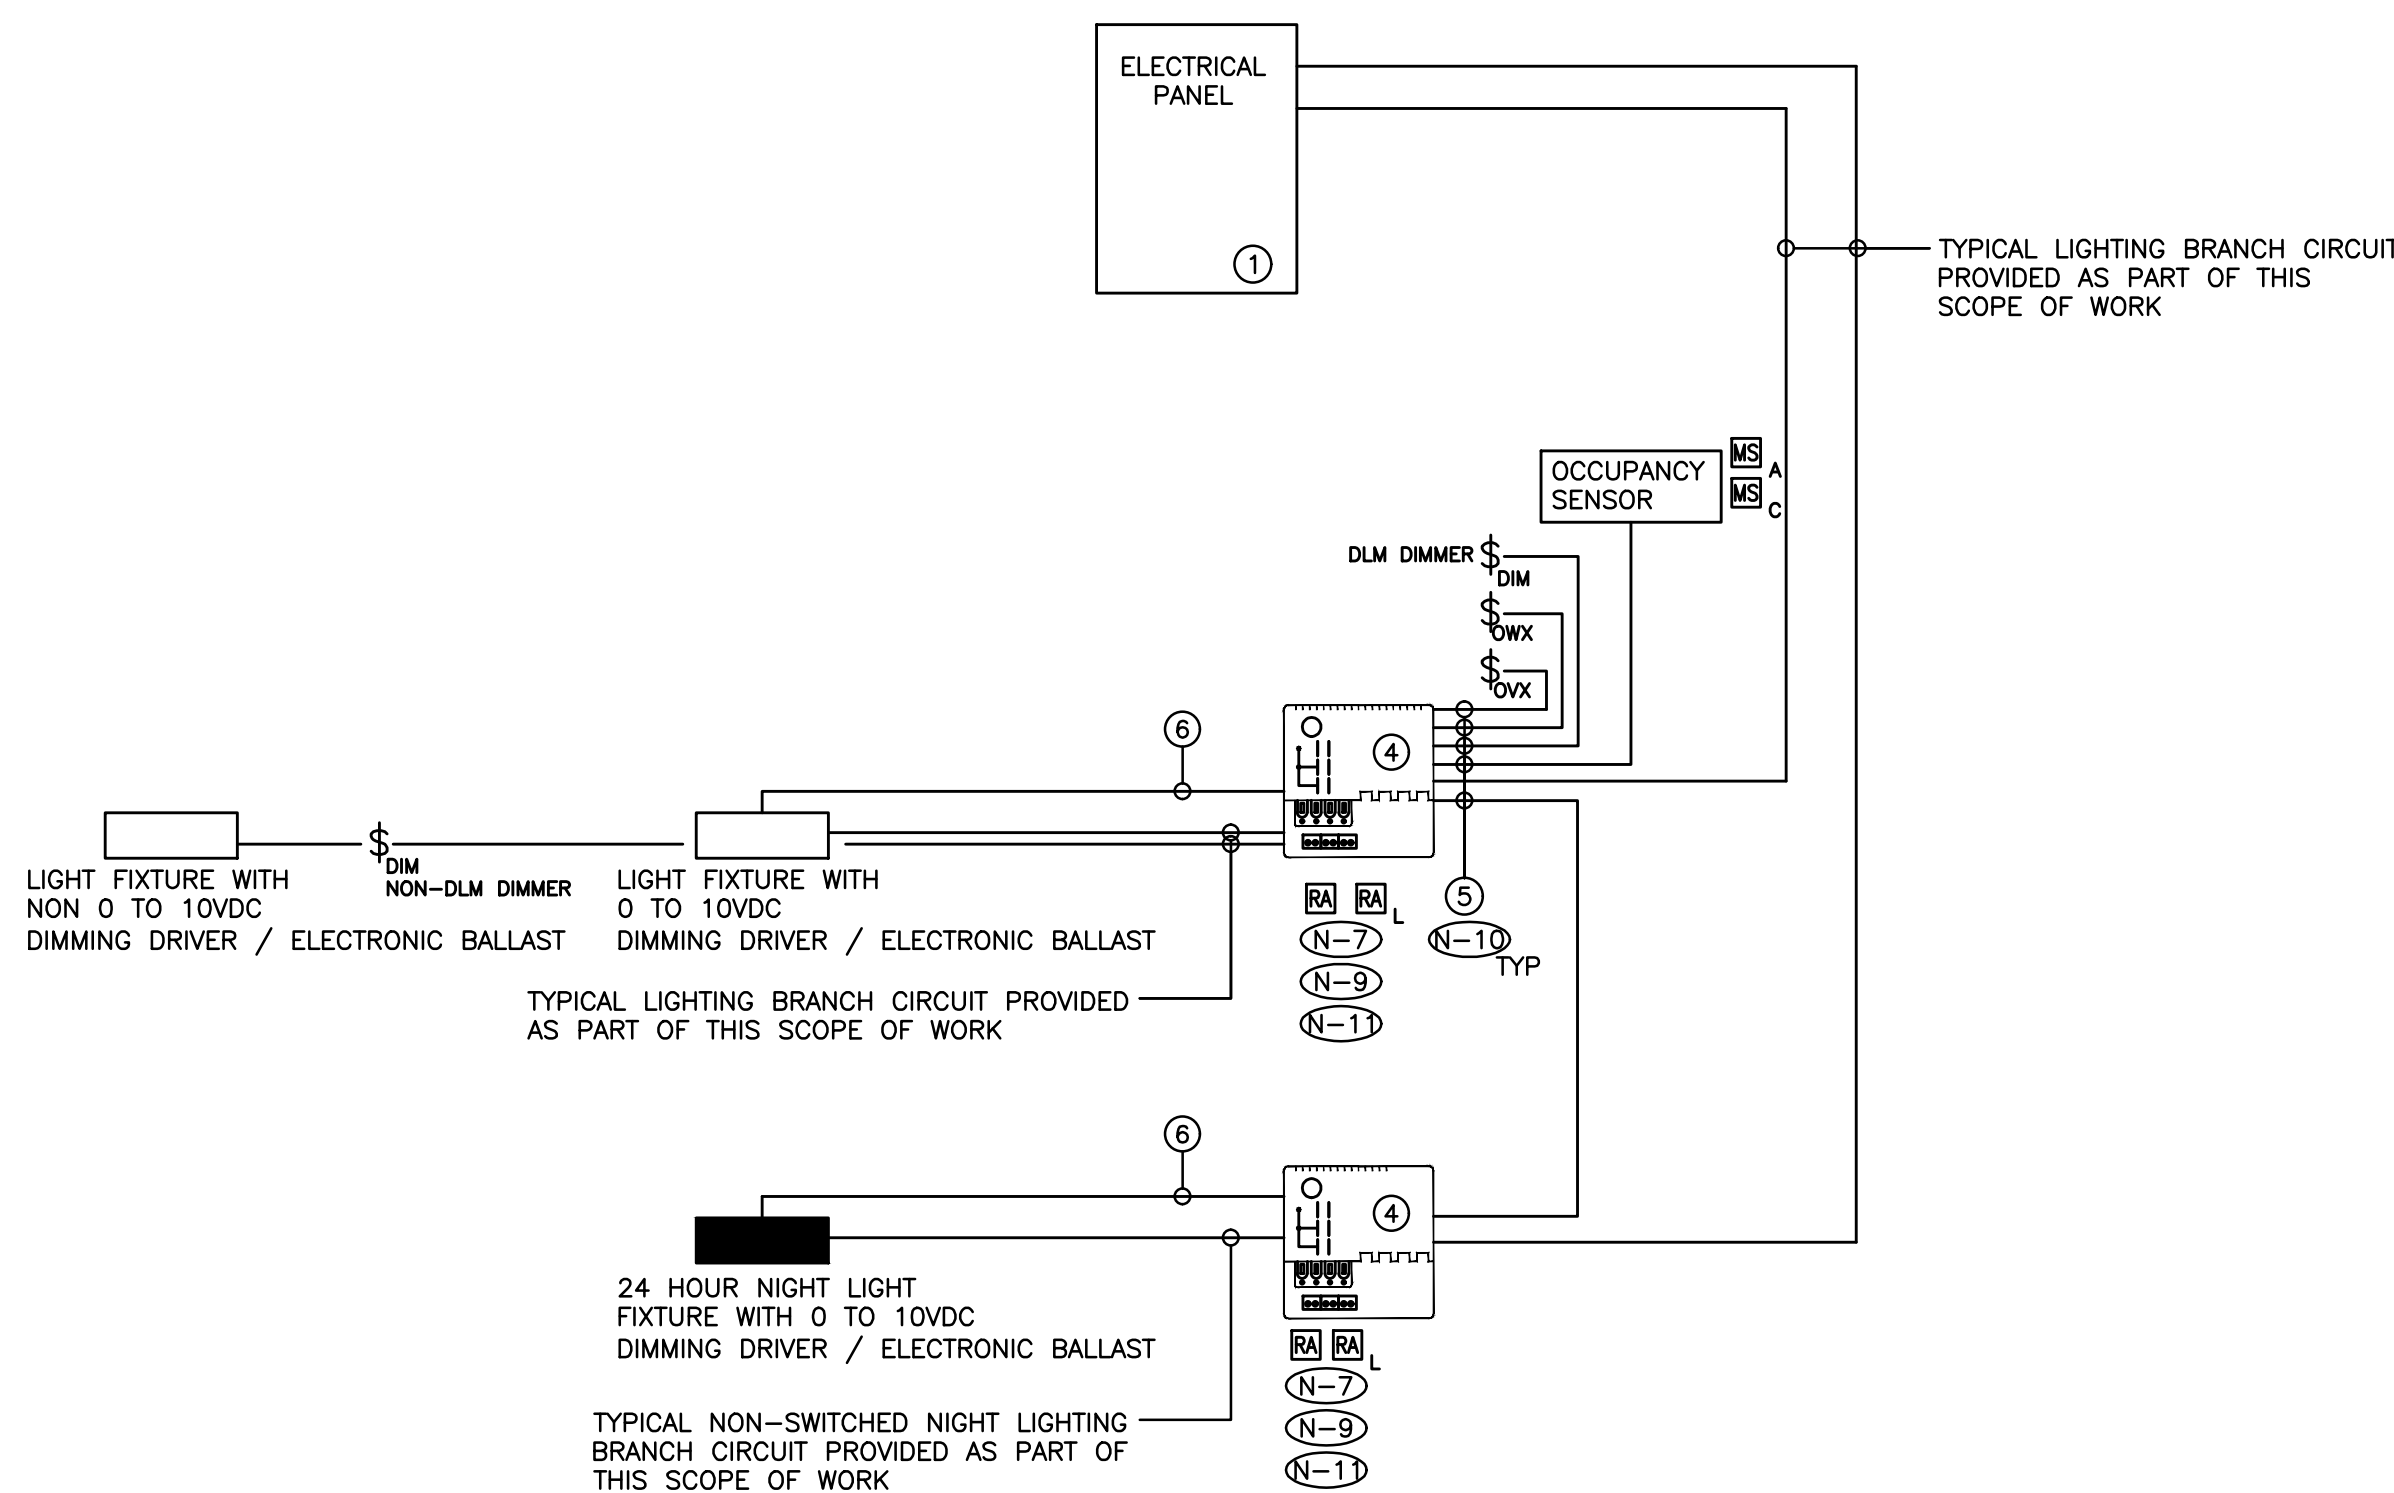 ELECTRICAL
PANEL
1
TYPICAL LIGHTING BRANCH CIRCUIT
PROVIDED AS PART OF THIS
SCOPE OF WORK
OCCUPANCY
SENSOR
MS
A
MS
C
DLM DIMMER $
DIM
$
OWX
$
OVX
6
4
$
DIM
NON-DLM DIMMER
LIGHT FIXTURE WITH
NON 0 TO 10VDC
DIMMING DRIVER / ELECTRONIC BALLAST
LIGHT FIXTURE WITH
0 TO 10VDC
DIMMING DRIVER / ELECTRONIC BALLAST
RA RA
L
N-7
N-9
N-11
5
N-10
TYP
TYPICAL LIGHTING BRANCH CIRCUIT PROVIDED
AS PART OF THIS SCOPE OF WORK
6
4
24 HOUR NIGHT LIGHT
FIXTURE WITH 0 TO 10VDC
DIMMING DRIVER / ELECTRONIC BALLAST
RA RA
L
N-7
N-9
N-11
TYPICAL NON-SWITCHED NIGHT LIGHTING
BRANCH CIRCUIT PROVIDED AS PART OF
THIS SCOPE OF WORK